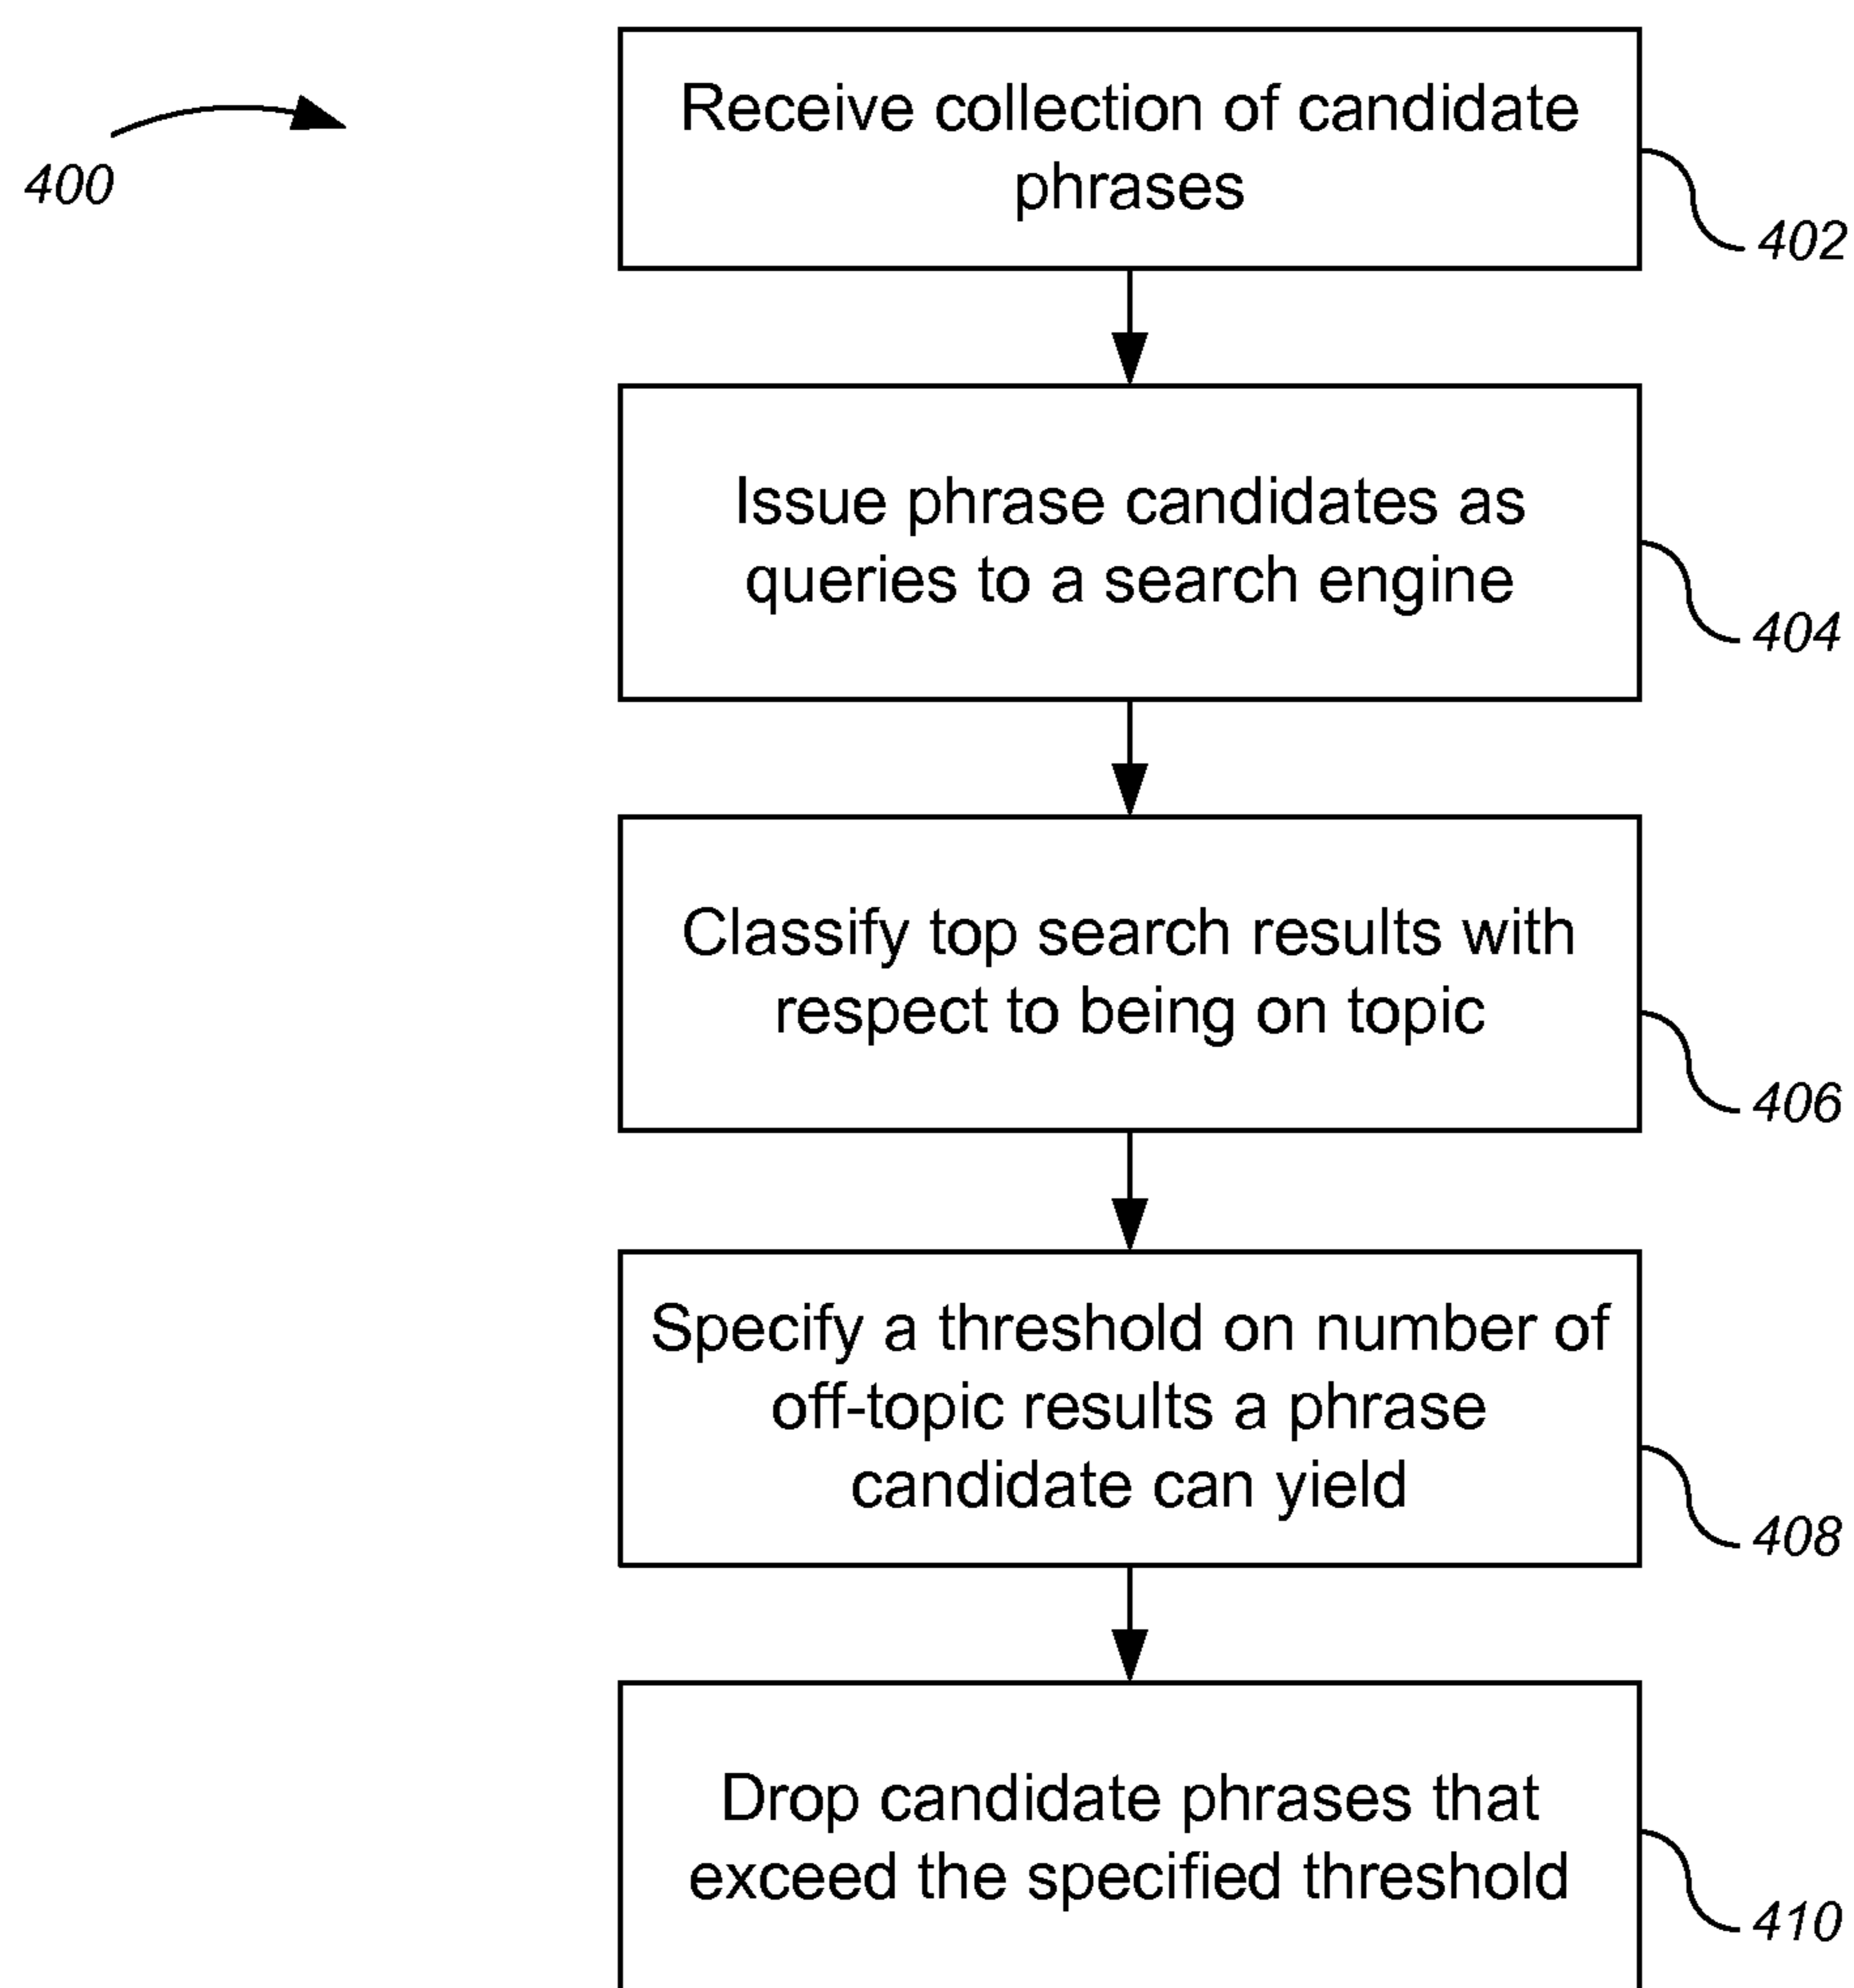 Receive collection of candidate
phrases
400
402
Issue phrase candidates as
queries to a search engine
404
Classify top search results with
respect to being on topic
406
Specify a threshold on number of
off-topic results a phrase
candidate can yield
408
Drop candidate phrases that
exceed the specified threshold
410